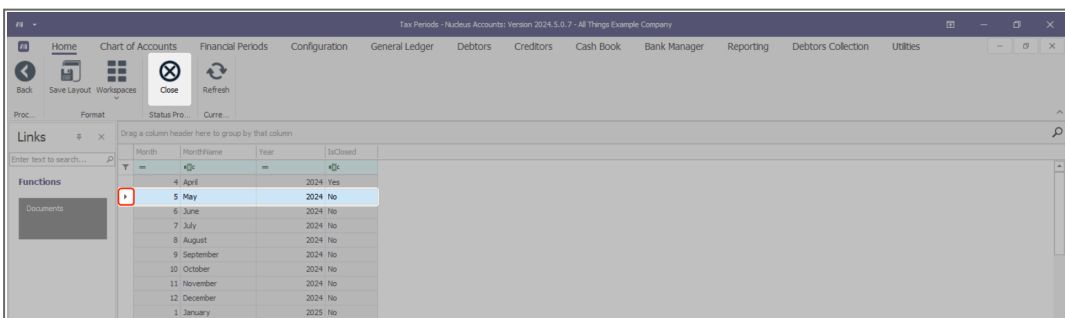 Tax Periods - Nucleus Accounts: Version 2024.5.0.7 - All Things Example Company
Home Chart of Accounts Financial Periods Configuration General Ledger Debtors Creditors Cash Book Bank Manager Reporting Debtors Collection Utilities
Back Save Layout Workspaces Close Refresh
Proc... Format Status Pro... Curre...
Links
Drag a column header here to group by that column
Enter text to search...
Month MonthName Year IsClosed
Functions
Documents
4 April 2024 Yes
5 May 2024 No
6 June 2024 No
7 July 2024 No
8 August 2024 No
9 September 2024 No
10 October 2024 No
11 November 2024 No
12 December 2024 No
1 January 2025 No